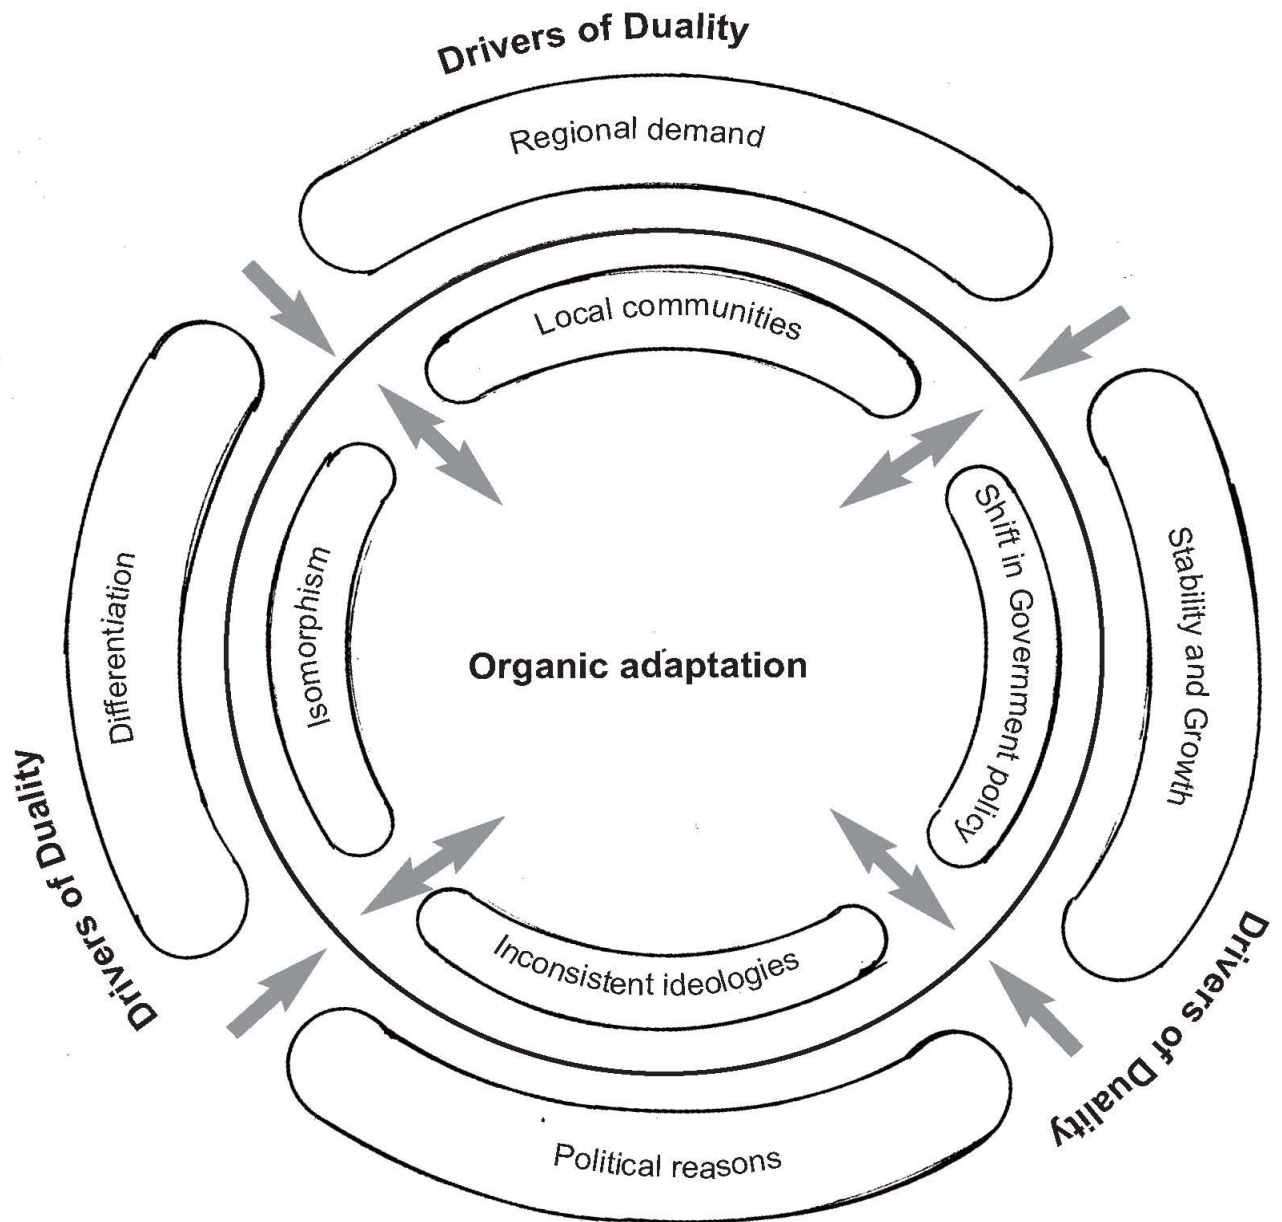 Drivers of Duality
Regional demand
Local communities
Differentiation
Isomorphism
Organic adaptation
Shift in Government policy
Stability and Growth
Inconsistent ideologies
Political reasons
Drivers of Duality
Drivers of Duality